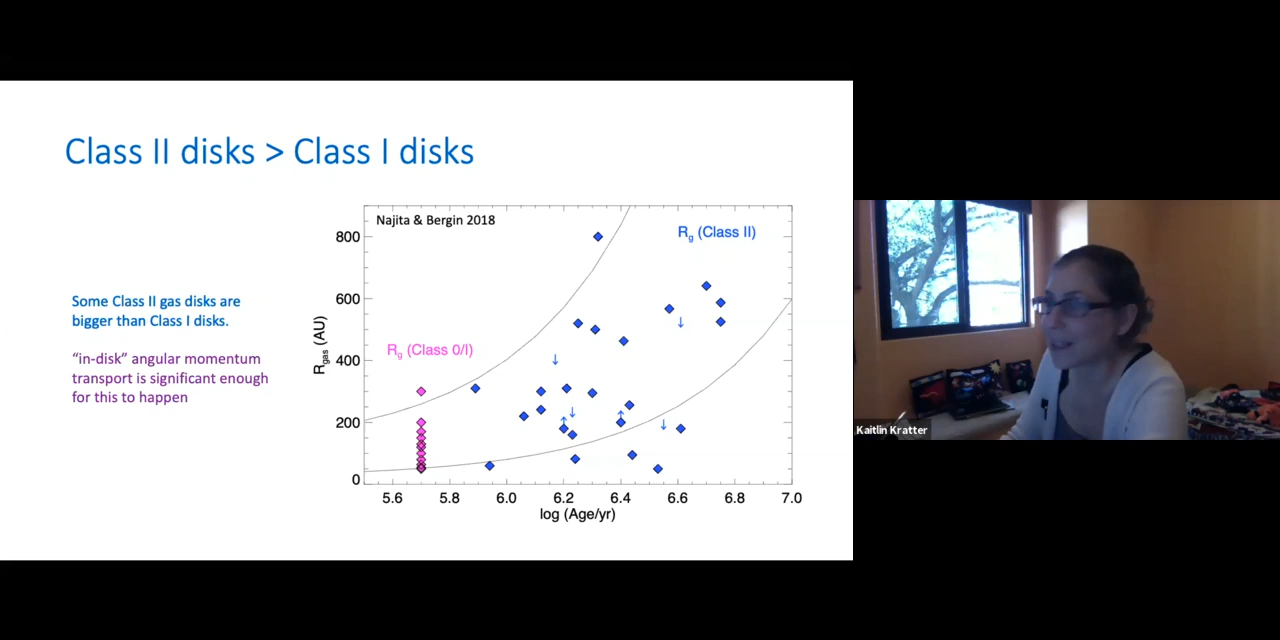 Class II disks > Class I disks
Najita & Bergin 2018
Rg (Class II)
Rg (Class 0/I)
Some Class II gas disks are
bigger than Class I disks.
“in-disk” angular momentum
transport is significant enough
for this to happen
Rgas (AU)
800
600
400
200
0
5.6 5.8 6.0 6.2 6.4 6.6 6.8 7.0
log (Age/yr)
Kaitlin Kratter